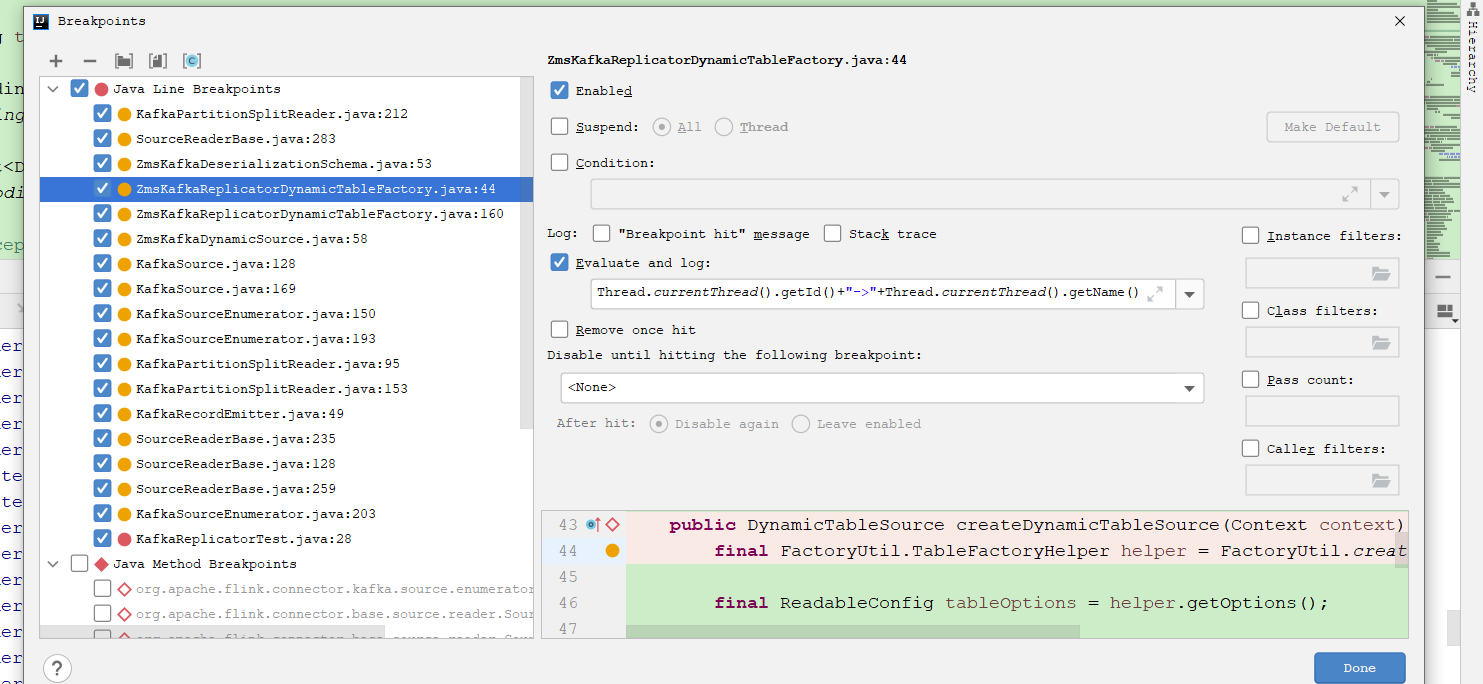 Breakpoints
Hierarchy
ZmsKafkaReplicatorDynamicTableFactory.java:44
Java Line Breakpoints
KafkaPartitionSplitReader.java:212
SourceReaderBase.java:283
ZmsKafkaDeserializationSchema.java:53
ZmsKafkaReplicatorDynamicTableFactory.java:44
ZmsKafkaReplicatorDynamicTableFactory.java:160
ZmsKafkaDynamicSource.java:58
KafkaSource.java:128
KafkaSource.java:169
KafkaSourceEnumerator.java:150
KafkaSourceEnumerator.java:193
KafkaPartitionSplitReader.java:95
KafkaPartitionSplitReader.java:153
KafkaRecordEmitter.java:49
SourceReaderBase.java:235
SourceReaderBase.java:128
SourceReaderBase.java:259
KafkaSourceEnumerator.java:203
KafkaReplicatorTest.java:28
Java Method Breakpoints
org.apache.flink.connector.kafka.source.enumerator
org.apache.flink.connector.base.source.reader.Sour
Enabled
Suspend: All Thread
Make Default
Condition:
Log: "Breakpoint hit" message Stack trace
Evaluate and log:
Thread.currentThread().getId()+"->"+Thread.currentThread().getName()
Remove once hit
Disable until hitting the following breakpoint:
<None>
After hit: Disable again Leave enabled
Instance filters:
Class filters:
Pass count:
Caller filters:
43 public DynamicTableSource createDynamicTableSource(Context context)
44 final FactoryUtil.TableFactoryHelper helper = FactoryUtil.creat
45
46 final ReadableConfig tableOptions = helper.getOptions();
47
?
Done